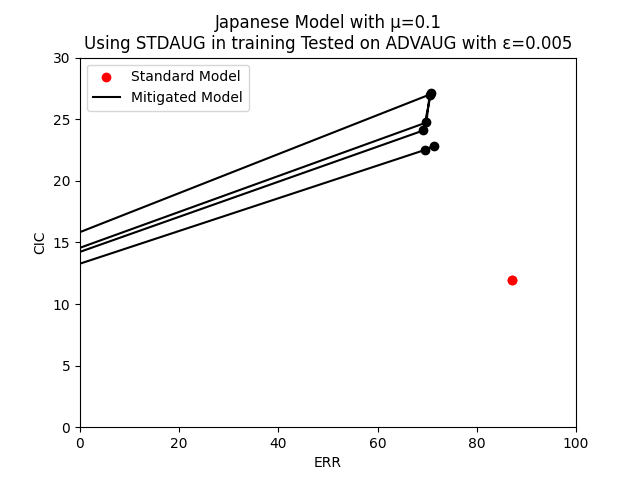 Japanese Model with μ=0.1
Using STDAUG in training Tested on ADVAUG with ε=0.005
Standard Model
Mitigated Model
30
25
20
15
10
5
0
CIC
0 20 40 60 80 100
ERR